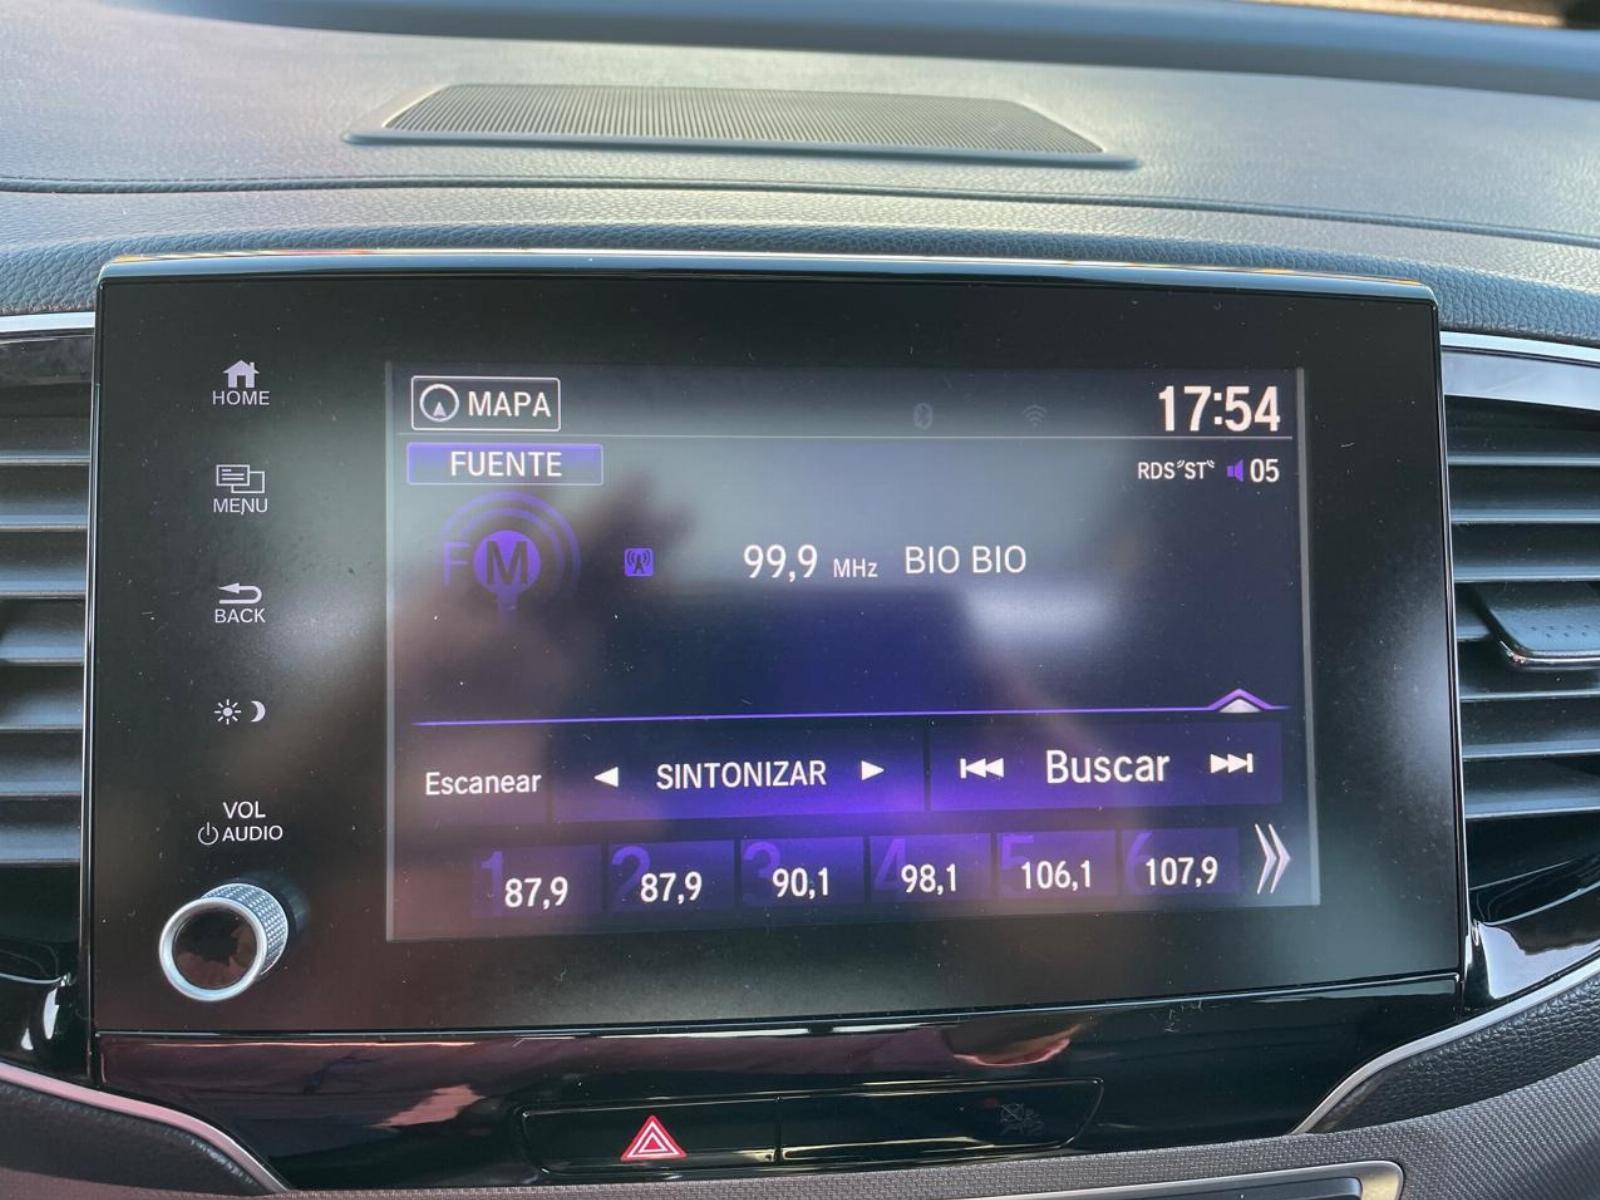 HOME
MENU
BACK
VOL
AUDIO
MAPA
17:54
FUENTE
RDS ST 05
FM
99,9 MHz BIO BIO
Escanear
SINTONIZAR
Buscar
1 87,9
2 87,9
3 90,1
4 98,1
5 106,1
6 107,9